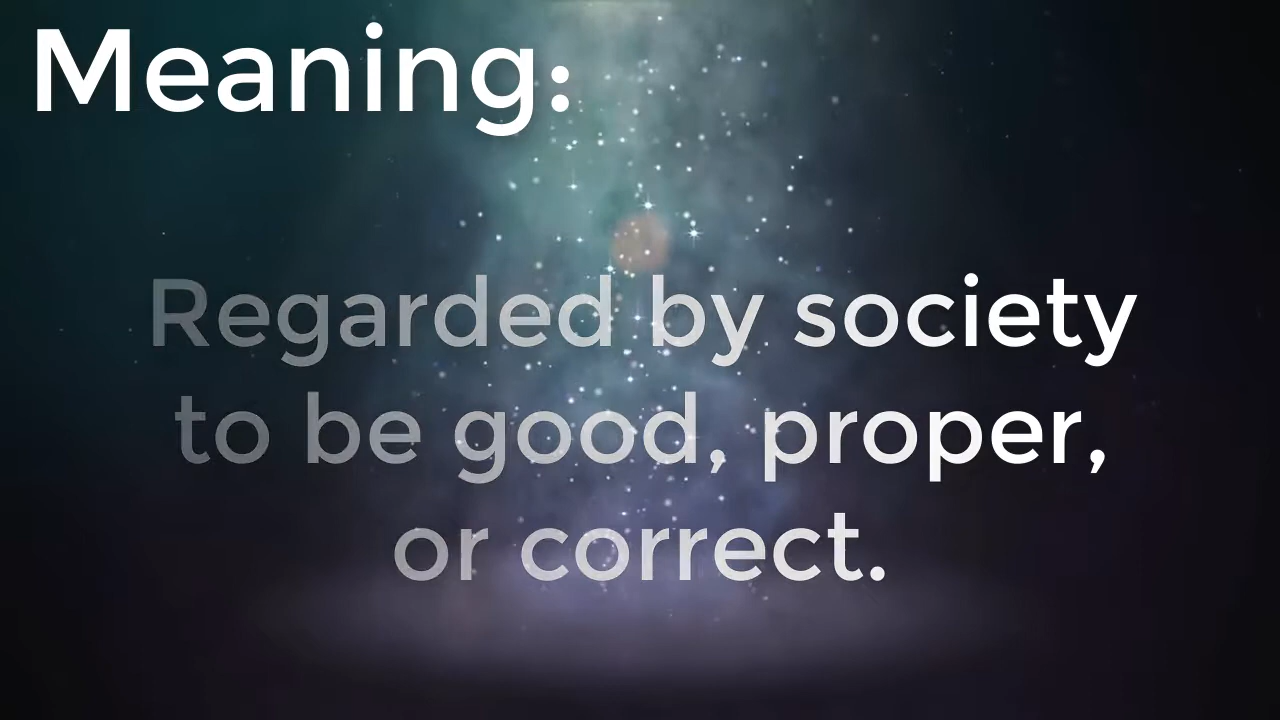 Meaning:
Regarded by society
to be good, proper,
or correct.